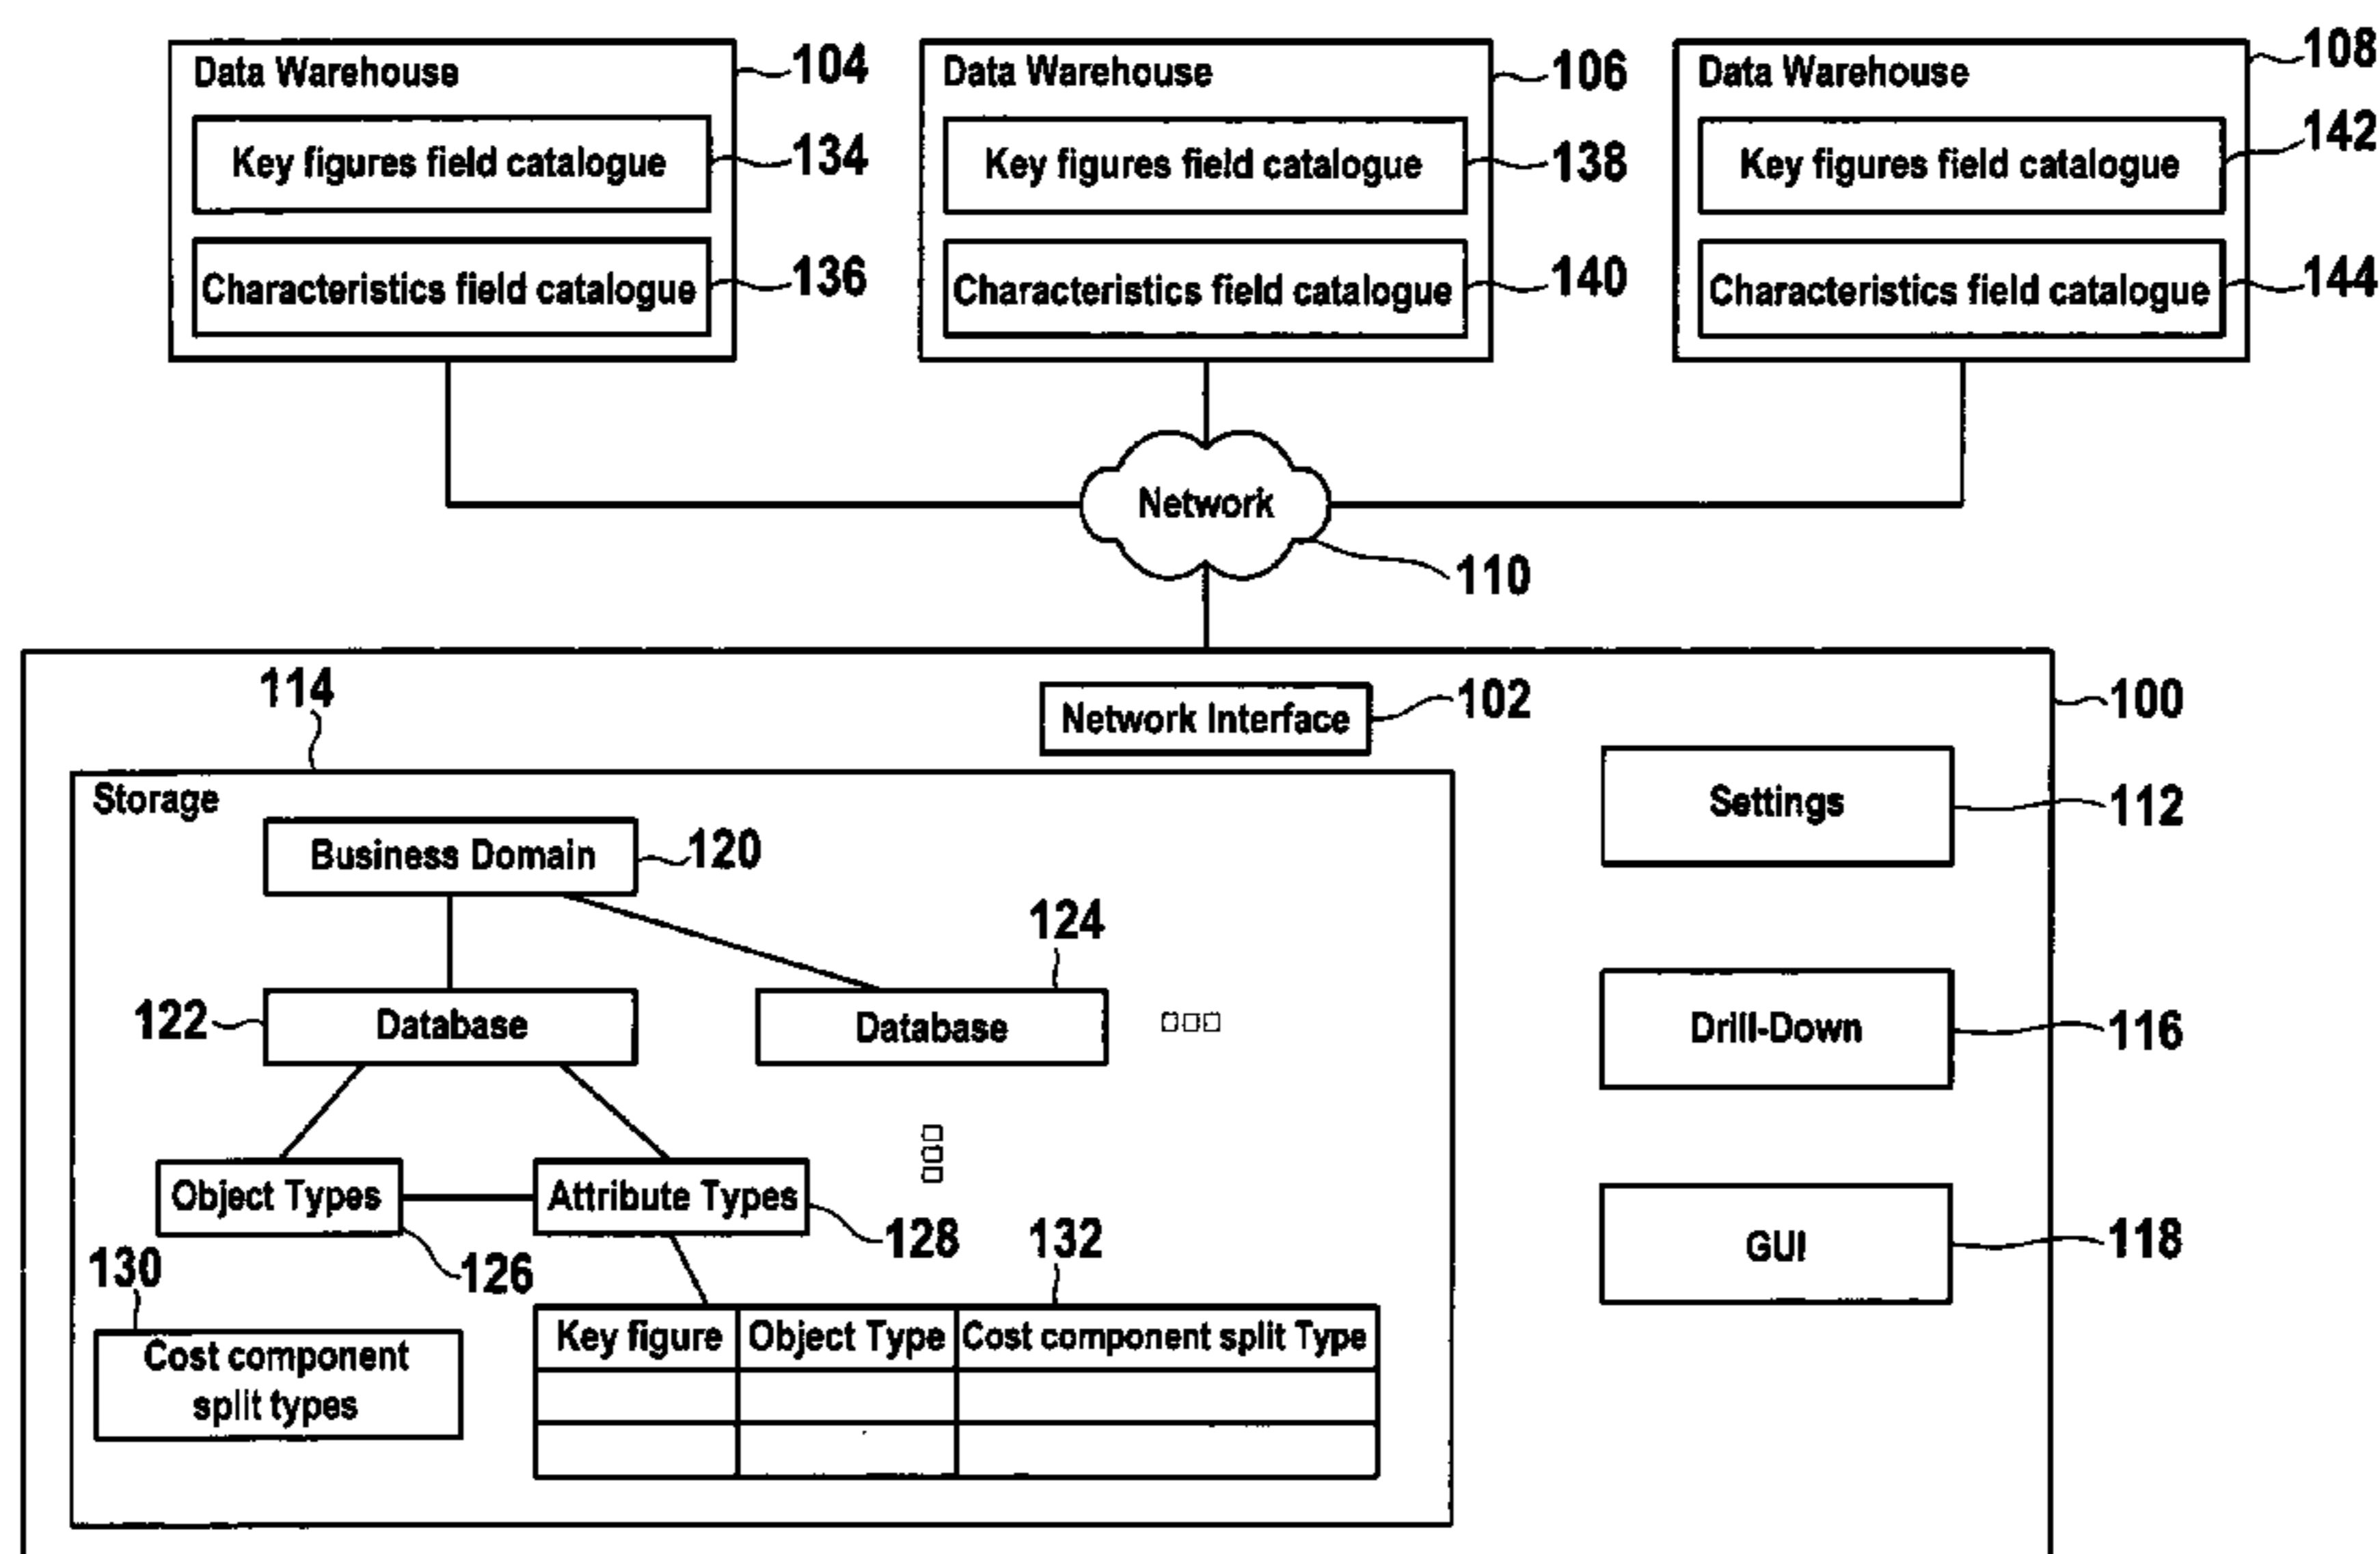 Data Warehouse
104
Key figures field catalogue
134
Characteristics field catalogue
136
Data Warehouse
106
Key figures field catalogue
138
Characteristics field catalogue
140
Data Warehouse
108
Key figures field catalogue
142
Characteristics field catalogue
144
Network
110
100
Network Interface
102
114
Storage
Business Domain
120
122
Database
124
Database
Object Types
126
Attribute Types
128
130
Cost component
split types
132
Key figure Object Type Cost component split Type
Settings
112
Drill-Down
116
GUI
118